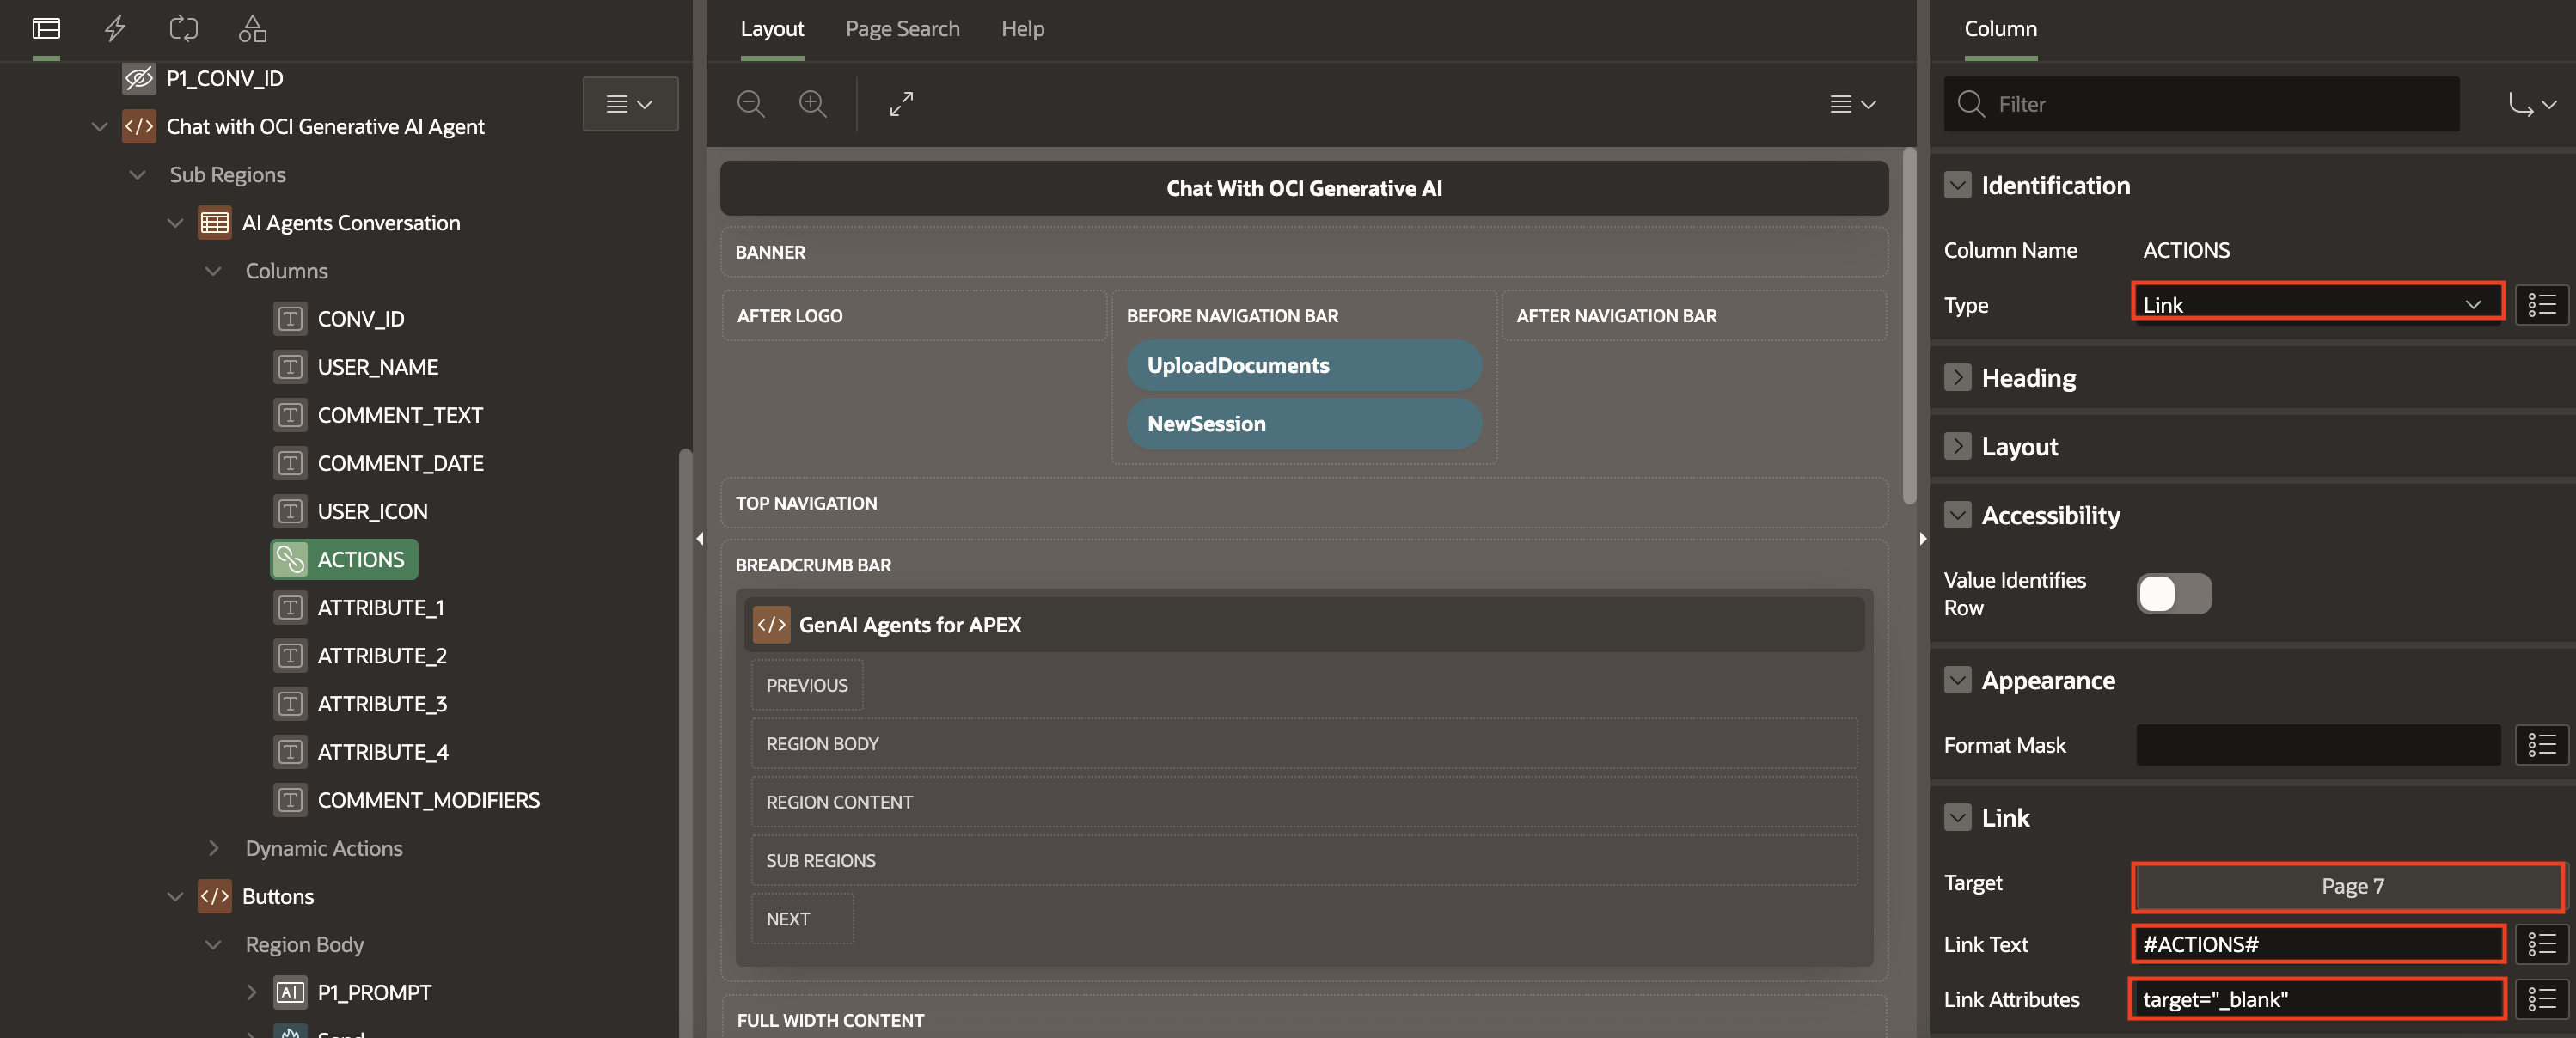 P1_CONV_ID
Chat with OCI Generative AI Agent
Sub Regions
AI Agents Conversation
Columns
CONV_ID
USER_NAME
COMMENT_TEXT
COMMENT_DATE
USER_ICON
ACTIONS
ATTRIBUTE_1
ATTRIBUTE_2
ATTRIBUTE_3
ATTRIBUTE_4
COMMENT_MODIFIERS
Dynamic Actions
Buttons
Region Body
P1_PROMPT
Layout Page Search Help
Chat With OCI Generative AI
BANNER
AFTER LOGO
BEFORE NAVIGATION BAR
UploadDocuments
NewSession
AFTER NAVIGATION BAR
TOP NAVIGATION
BREADCRUMB BAR
GenAI Agents for APEX
PREVIOUS
REGION BODY
REGION CONTENT
SUB REGIONS
NEXT
FULL WIDTH CONTENT
Column
Filter
Identification
Column Name ACTIONS
Type Link
Heading
Layout
Accessibility
Value Identifies
Row
Appearance
Format Mask
Link
Target Page 7
Link Text #ACTIONS#
Link Attributes target="_blank"